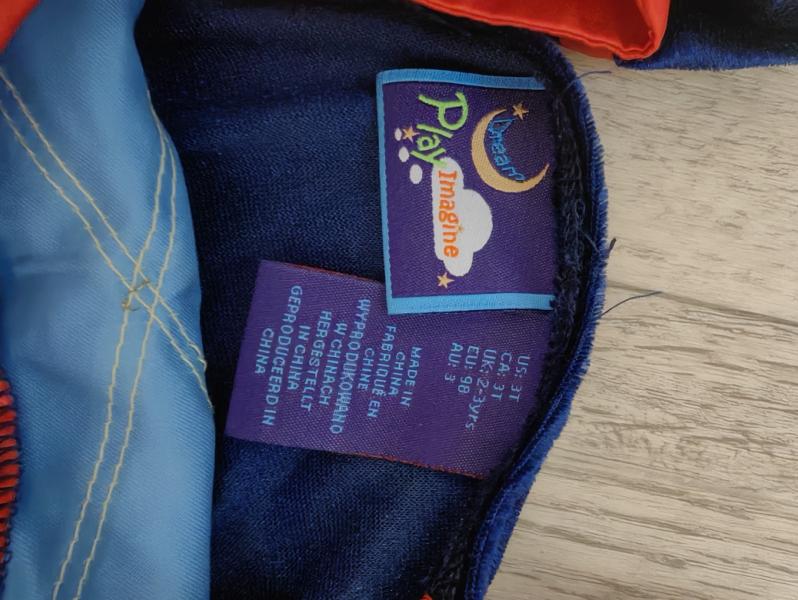 Dream
Play
Imagine
US: 3T
CA: 3T
UK: 2-3yrs
EU: 98
AU: 3
MADE IN
CHINA
FABRIQUÉ EN
CHINE
WYPRODUKOWANO
W CHINACH
HERGESTELLT
IN CHINA
GEPRODUCEERD IN
CHINA